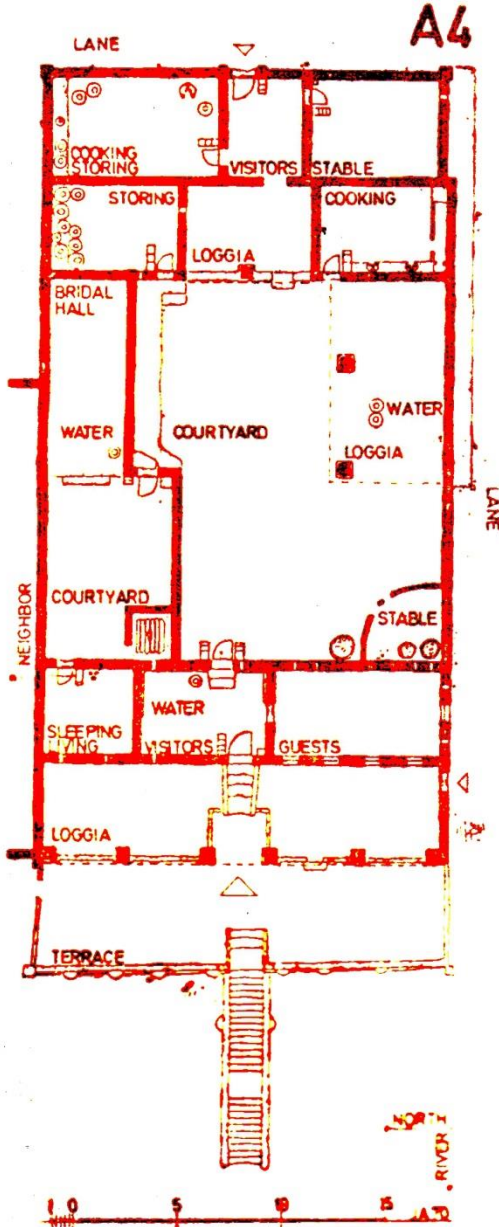 A4
LANE
COOKING
STORING
VISITORS
STABLE
STORING
LOGGIA
COOKING
BRIDAL
HALL
WATER
COURTYARD
WATER
LOGGIA
LANE
NEIGHBOR
COURTYARD
STABLE
SLEEPING
LIVING
WATER
VISITORS
GUESTS
LOGGIA
TERRACE
RIVER
0
5
10
15